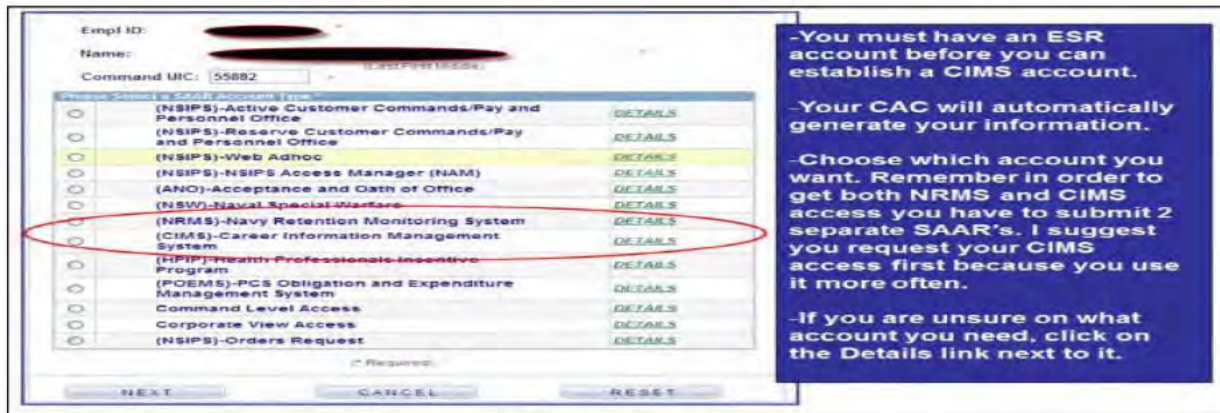 Empl ID:
Name:
(Last First Middle)
Command UIC: 55882
Please Select a SAAR Account Type *
(NSIPS)-Active Customer Commands/Pay and
Personnel Office
DETAILS
(NSIPS)-Reserve Customer Commands/Pay
and Personnel Office
DETAILS
(NSIPS)-Web Adhoc DETAILS
(NSIPS)-NSIPS Access Manager (NAM) DETAILS
(ANO)-Acceptance and Oath of Office DETAILS
(NSW)-Naval Special Warfare DETAILS
(NRMS)-Navy Retention Monitoring System DETAILS
(CIMS)-Career Information Management
System
DETAILS
(HPIP)-Health Professionals Incentive
Program
DETAILS
(POEMS)-PCS Obligation and Expenditure
Management System
DETAILS
Command Level Access DETAILS
Corporate View Access DETAILS
(NSIPS)-Orders Request DETAILS
(* Required)
NEXT CANCEL RESET
-You must have an ESR
account before you can
establish a CIMS account.
-Your CAC will automatically
generate your information.
-Choose which account you
want. Remember in order to
get both NRMS and CIMS
access you have to submit 2
separate SAAR's. I suggest
you request your CIMS
access first because you use
it more often.
-If you are unsure on what
account you need, click on
the Details link next to it.